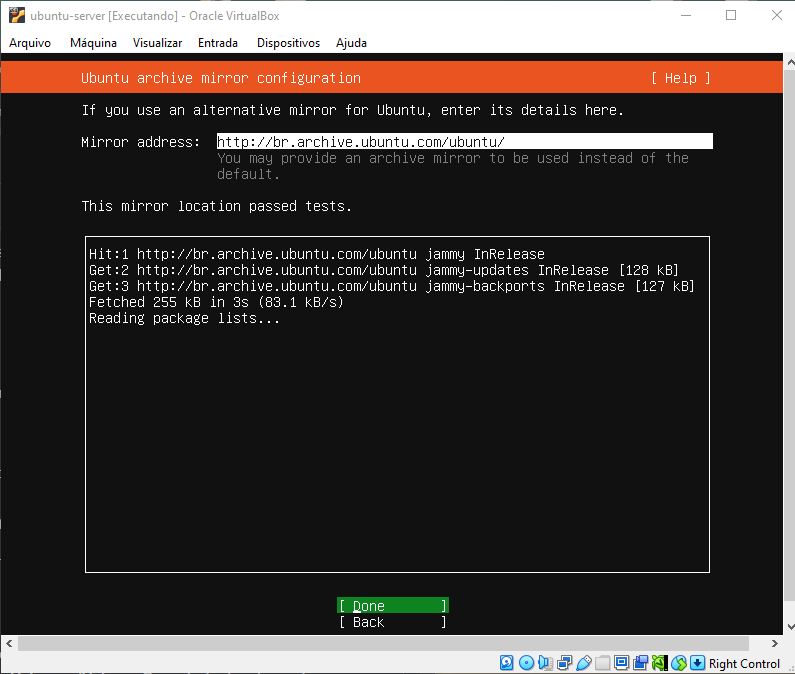 ubuntu-server [Executando] - Oracle VirtualBox
Arquivo Máquina Visualizar Entrada Dispositivos Ajuda
Ubuntu archive mirror configuration [ Help ]
If you use an alternative mirror for Ubuntu, enter its details here.
Mirror address: http://br.archive.ubuntu.com/ubuntu/
You may provide an archive mirror to be used instead of the
default.
This mirror location passed tests.
Hit:1 http://br.archive.ubuntu.com/ubuntu jammy InRelease
Get:2 http://br.archive.ubuntu.com/ubuntu jammy-updates InRelease [128 kB]
Get:3 http://br.archive.ubuntu.com/ubuntu jammy-backports InRelease [127 kB]
Fetched 255 kB in 3s (83.1 kB/s)
Reading package lists...
[ Done ]
[ Back ]
Right Control